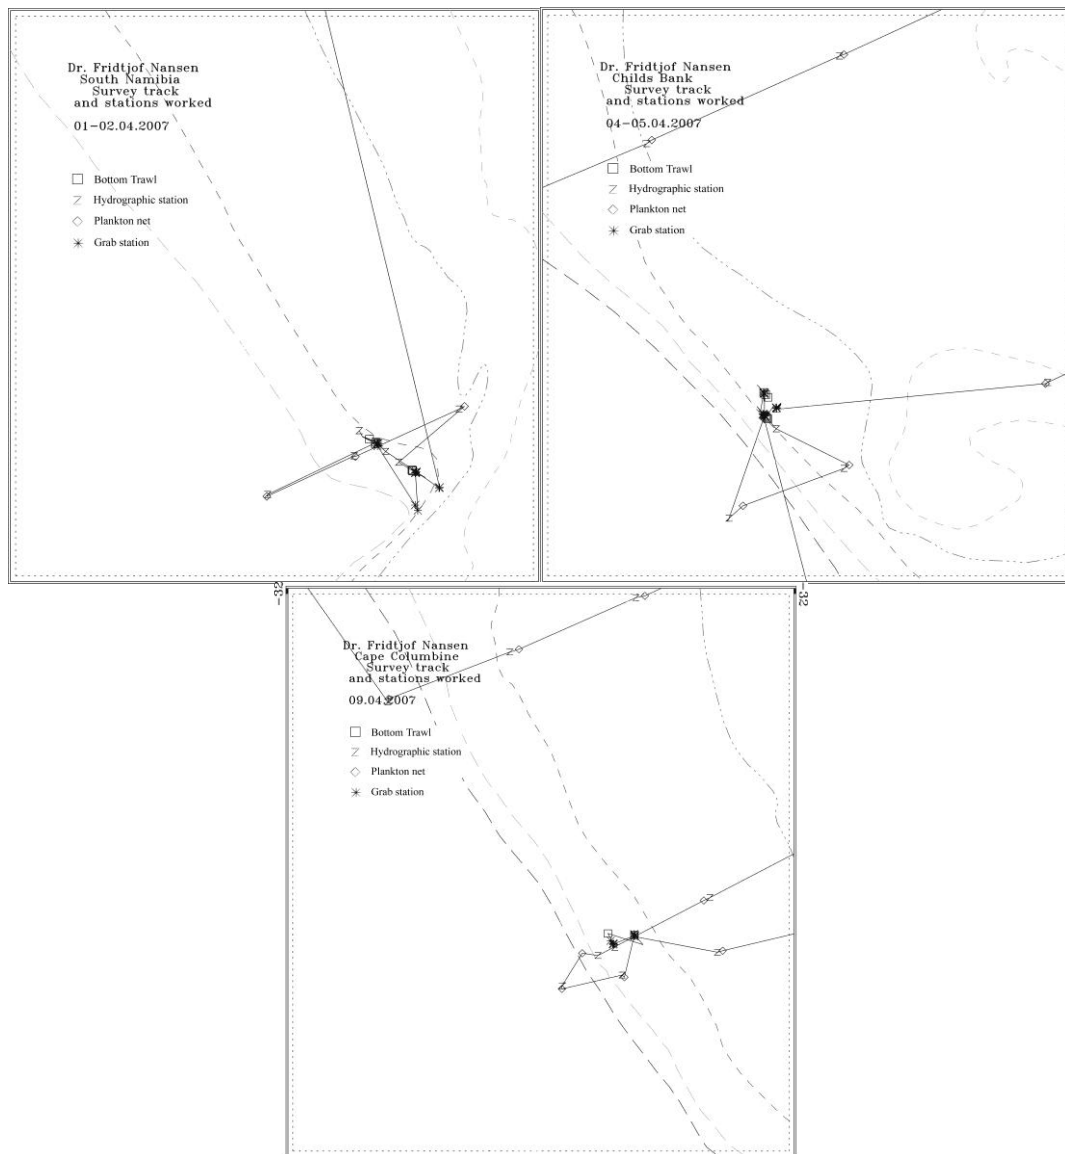 Dr. Fridtjof Nansen
South Namibia
Survey track
and stations worked
01-02.04.2007
Bottom Trawl
Hydrographic station
Plankton net
Grab station
Dr. Fridtjof Nansen
Childs Bank
Survey track
and stations worked
04-05.04.2007
Bottom Trawl
Hydrographic station
Plankton net
Grab station
-32
-32
Dr. Fridtjof Nansen
Cape Columbine
Survey track
and stations worked
09.04.2007
Bottom Trawl
Hydrographic station
Plankton net
Grab station